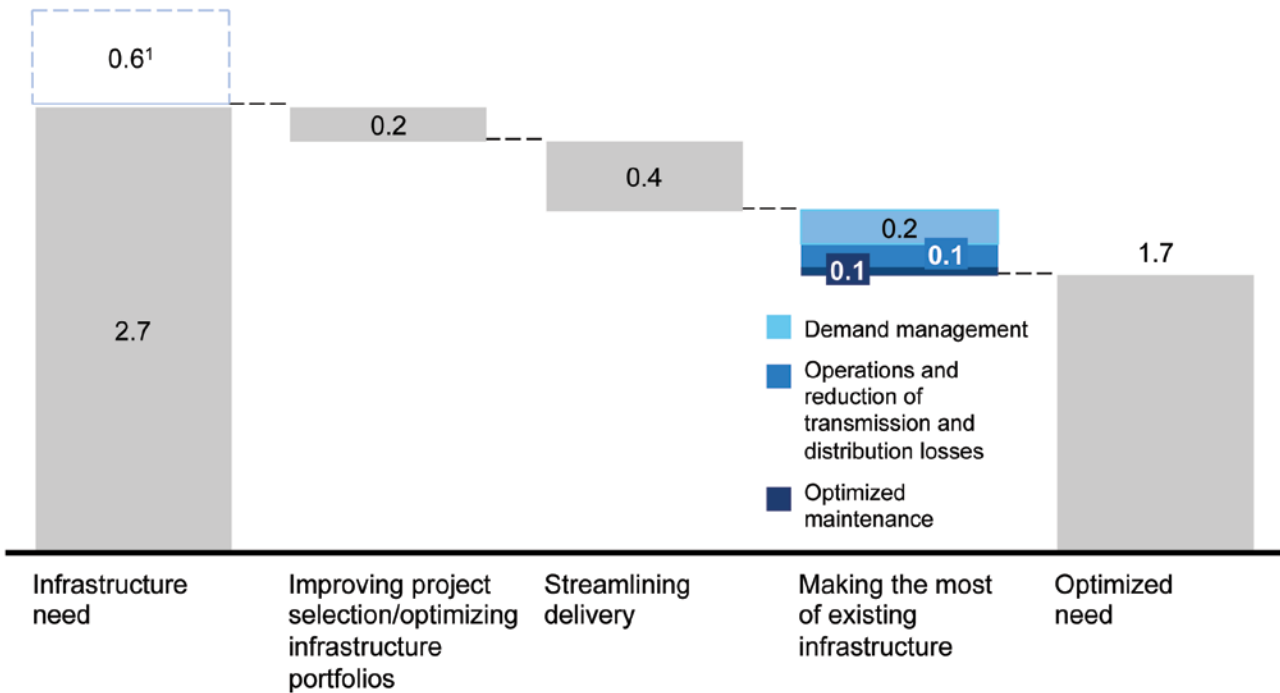 0.6¹
2.7
0.2
0.4
0.2
0.1
0.1
1.7
Demand management
Operations and
reduction of
transmission and
distribution losses
Optimized
maintenance
Infrastructure
need
Improving project
selection/optimizing
infrastructure
portfolios
Streamlining
delivery
Making the most
of existing
infrastructure
Optimized
need